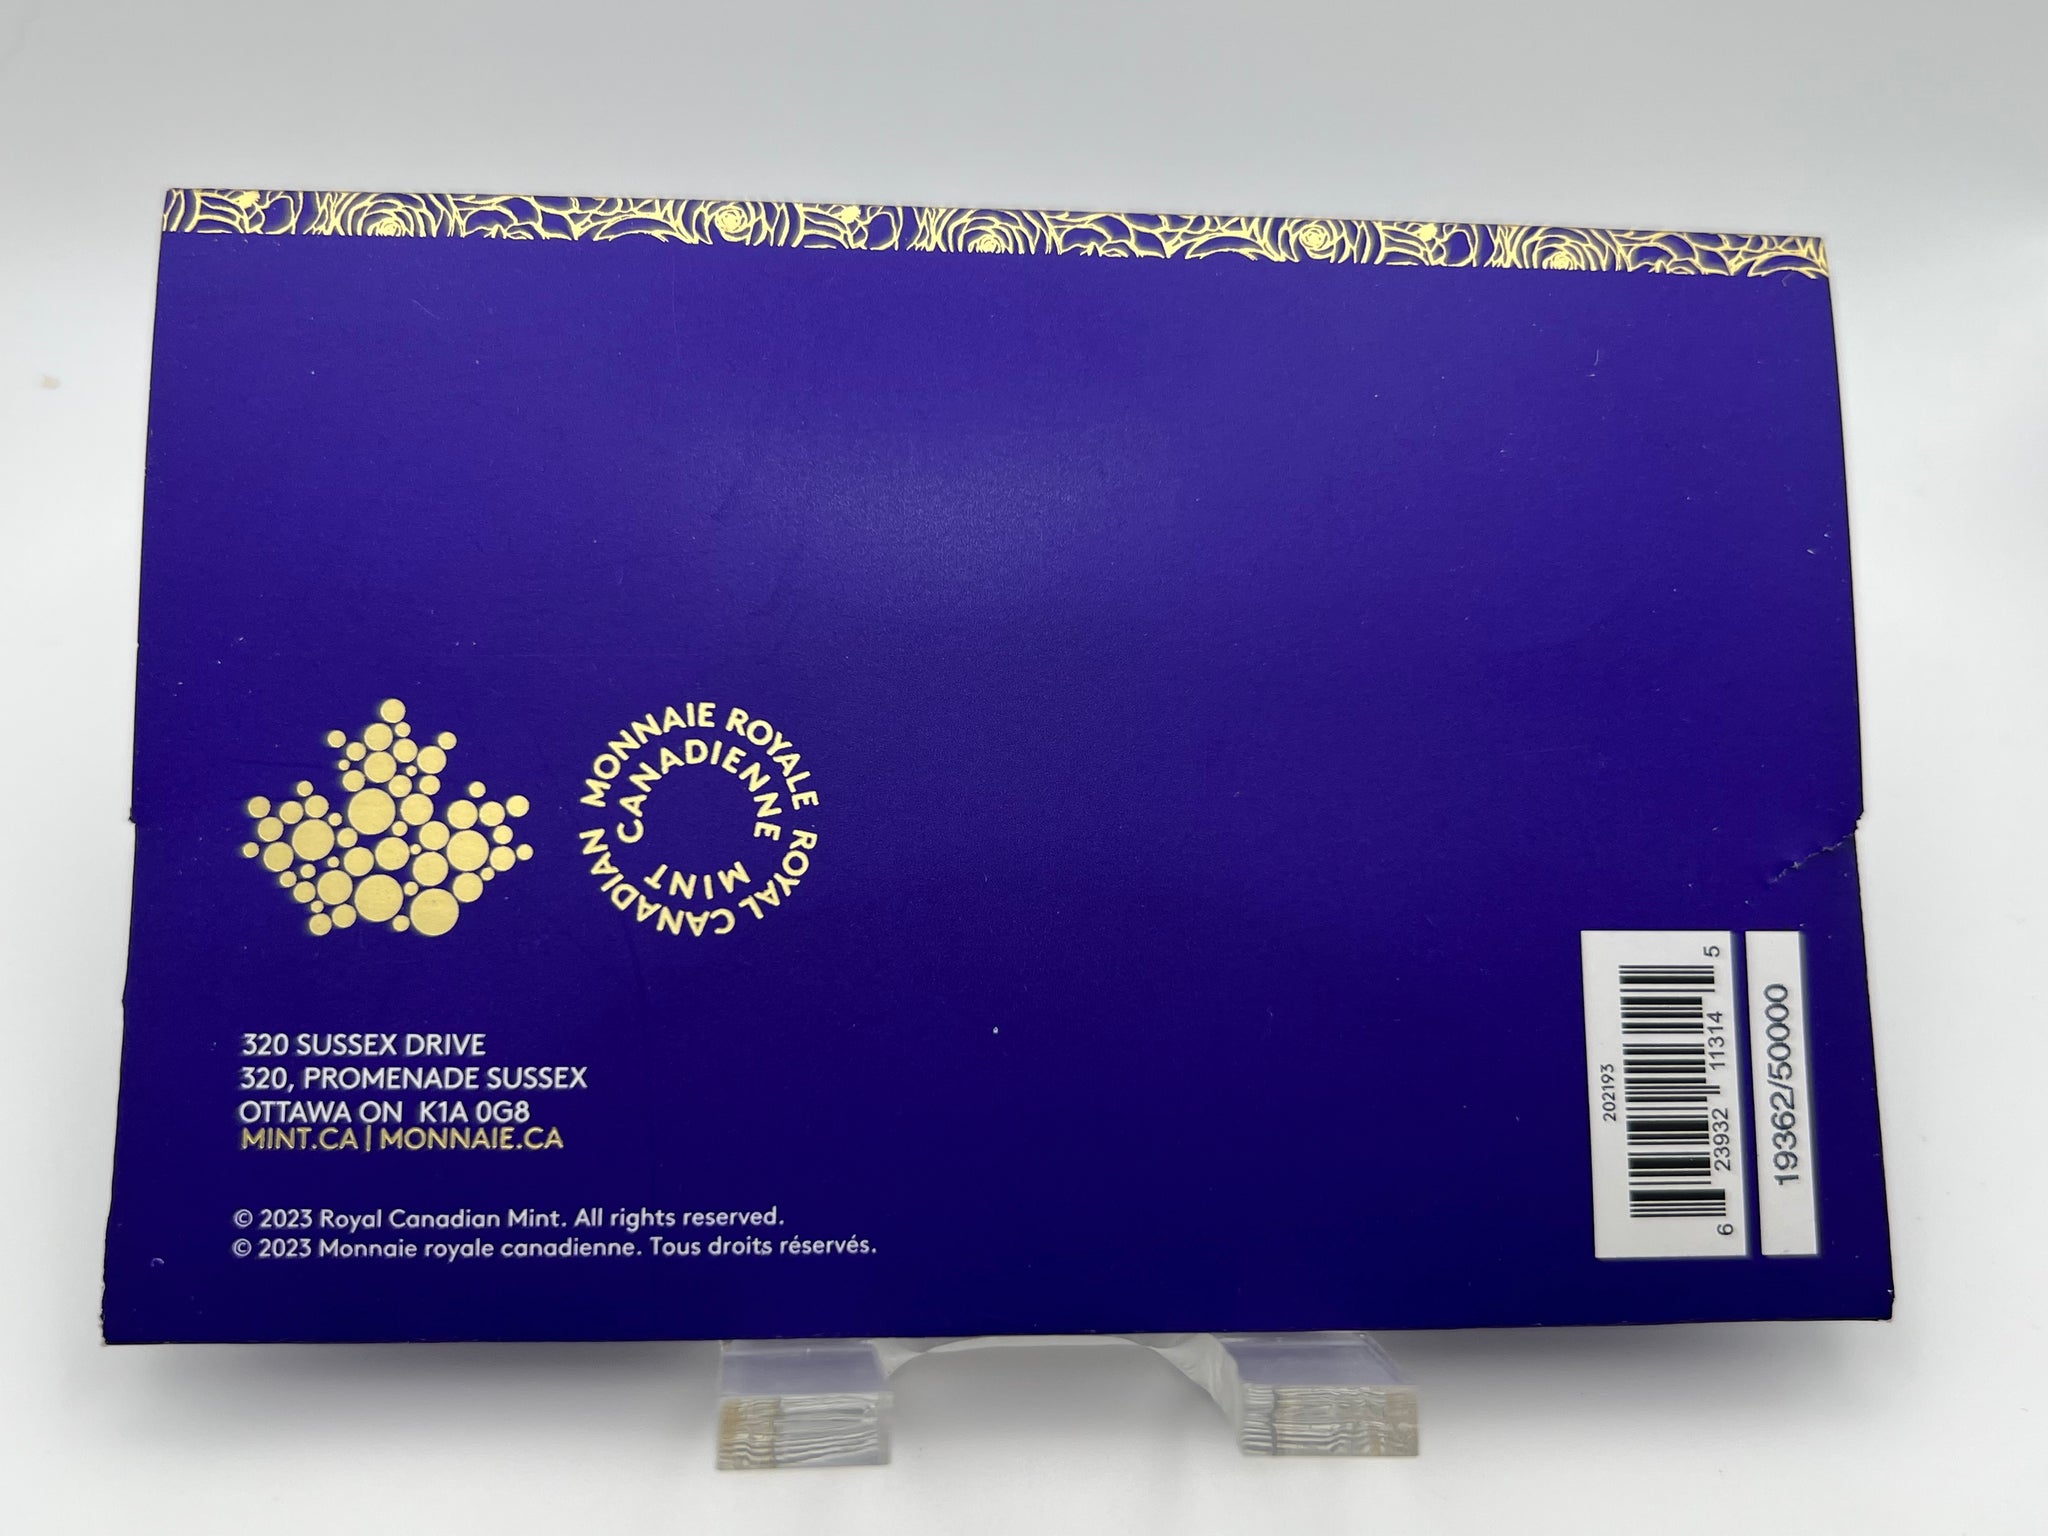 MONNAIE ROYALE
CANADIENNE
ROYAL CANADIAN
MINT
320 SUSSEX DRIVE
320, PROMENADE SUSSEX
OTTAWA ON K1A 0G8
MINT.CA | MONNAIE.CA
© 2023 Royal Canadian Mint. All rights reserved.
© 2023 Monnaie royale canadienne. Tous droits réservés.
202193
6 23932 11314 5
19362/50000